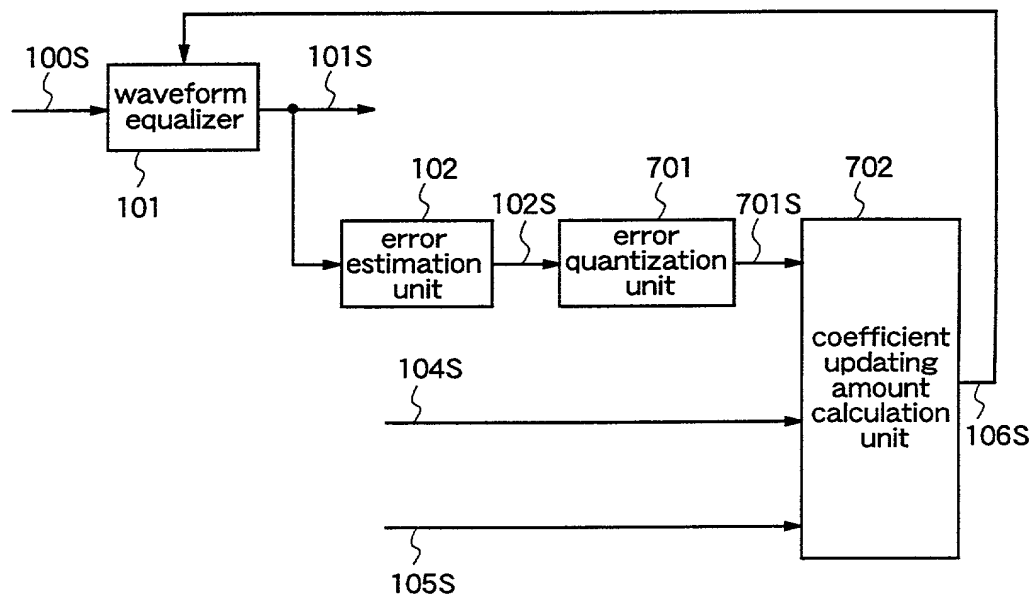 100S
101S
waveform
equalizer
101
102
102S
701
701S
702
error
estimation
unit
error
quantization
unit
coefficient
updating
amount
calculation
unit
104S
106S
105S